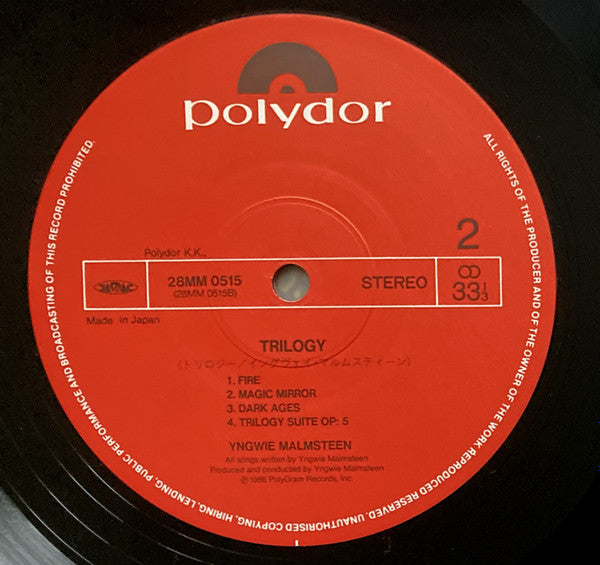 polydor
2
Polydor K.K.,
JASRAC
28MM 0515
(28MM 0515B)
STEREO
33 1/3
Made in Japan
TRILOGY
(トリロジー/イングヴェイ・マルムスティーン)
1. FIRE
2. MAGIC MIRROR
3. DARK AGES
4. TRILOGY SUITE OP: 5
YNGWIE MALMSTEEN
All songs written by Yngwie Malmsteen
Produced and conducted by Yngwie Malmsteen
℗ 1986 PolyGram Records, Inc.
ALL RIGHTS OF THE PRODUCER AND OF THE OWNER OF THE WORK REPRODUCED RESERVED. UNAUTHORISED COPYING, HIRING, LENDING, PUBLIC PERFORMANCE AND BROADCASTING OF THIS RECORD PROHIBITED.